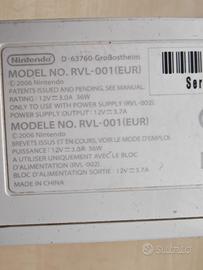 Nintendo D-63760 Großostheim
MODEL NO. RVL-001(EUR)
©2006 Nintendo
PATENTS ISSUED AND PENDING. SEE MANUAL.
RATING : 12V⎓3.0A 36W
ONLY TO USE WITH POWER SUPPLY (RVL-002).
POWER SUPPLY OUTPUT : 12V⎓3.7A
MODELE NO. RVL-001(EUR)
©2006 Nintendo
BREVETS ISSUS ET EN COURS. VOIR LE MODE D'EMPLOI.
PUISSANCE : 12V⎓3.0A 36W
A UTILISER UNIQUEMENT AVEC LE BLOC
D'ALIMENTATION (RVL-002)
BLOC D'ALIMENTATION SORTIE : 12V⎓3.7A
MADE IN CHINA
Ser
subito